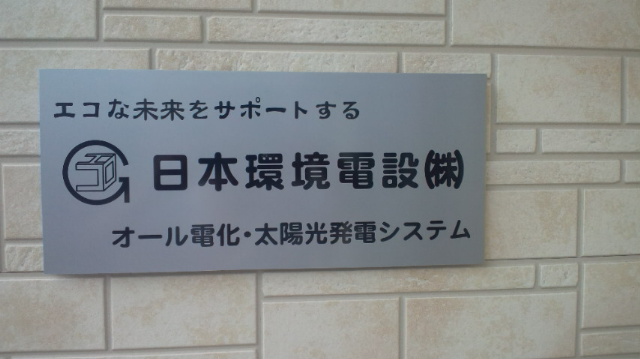 エコな未来をサポートする
日本環境電設㈱
オール電化・太陽光発電システム